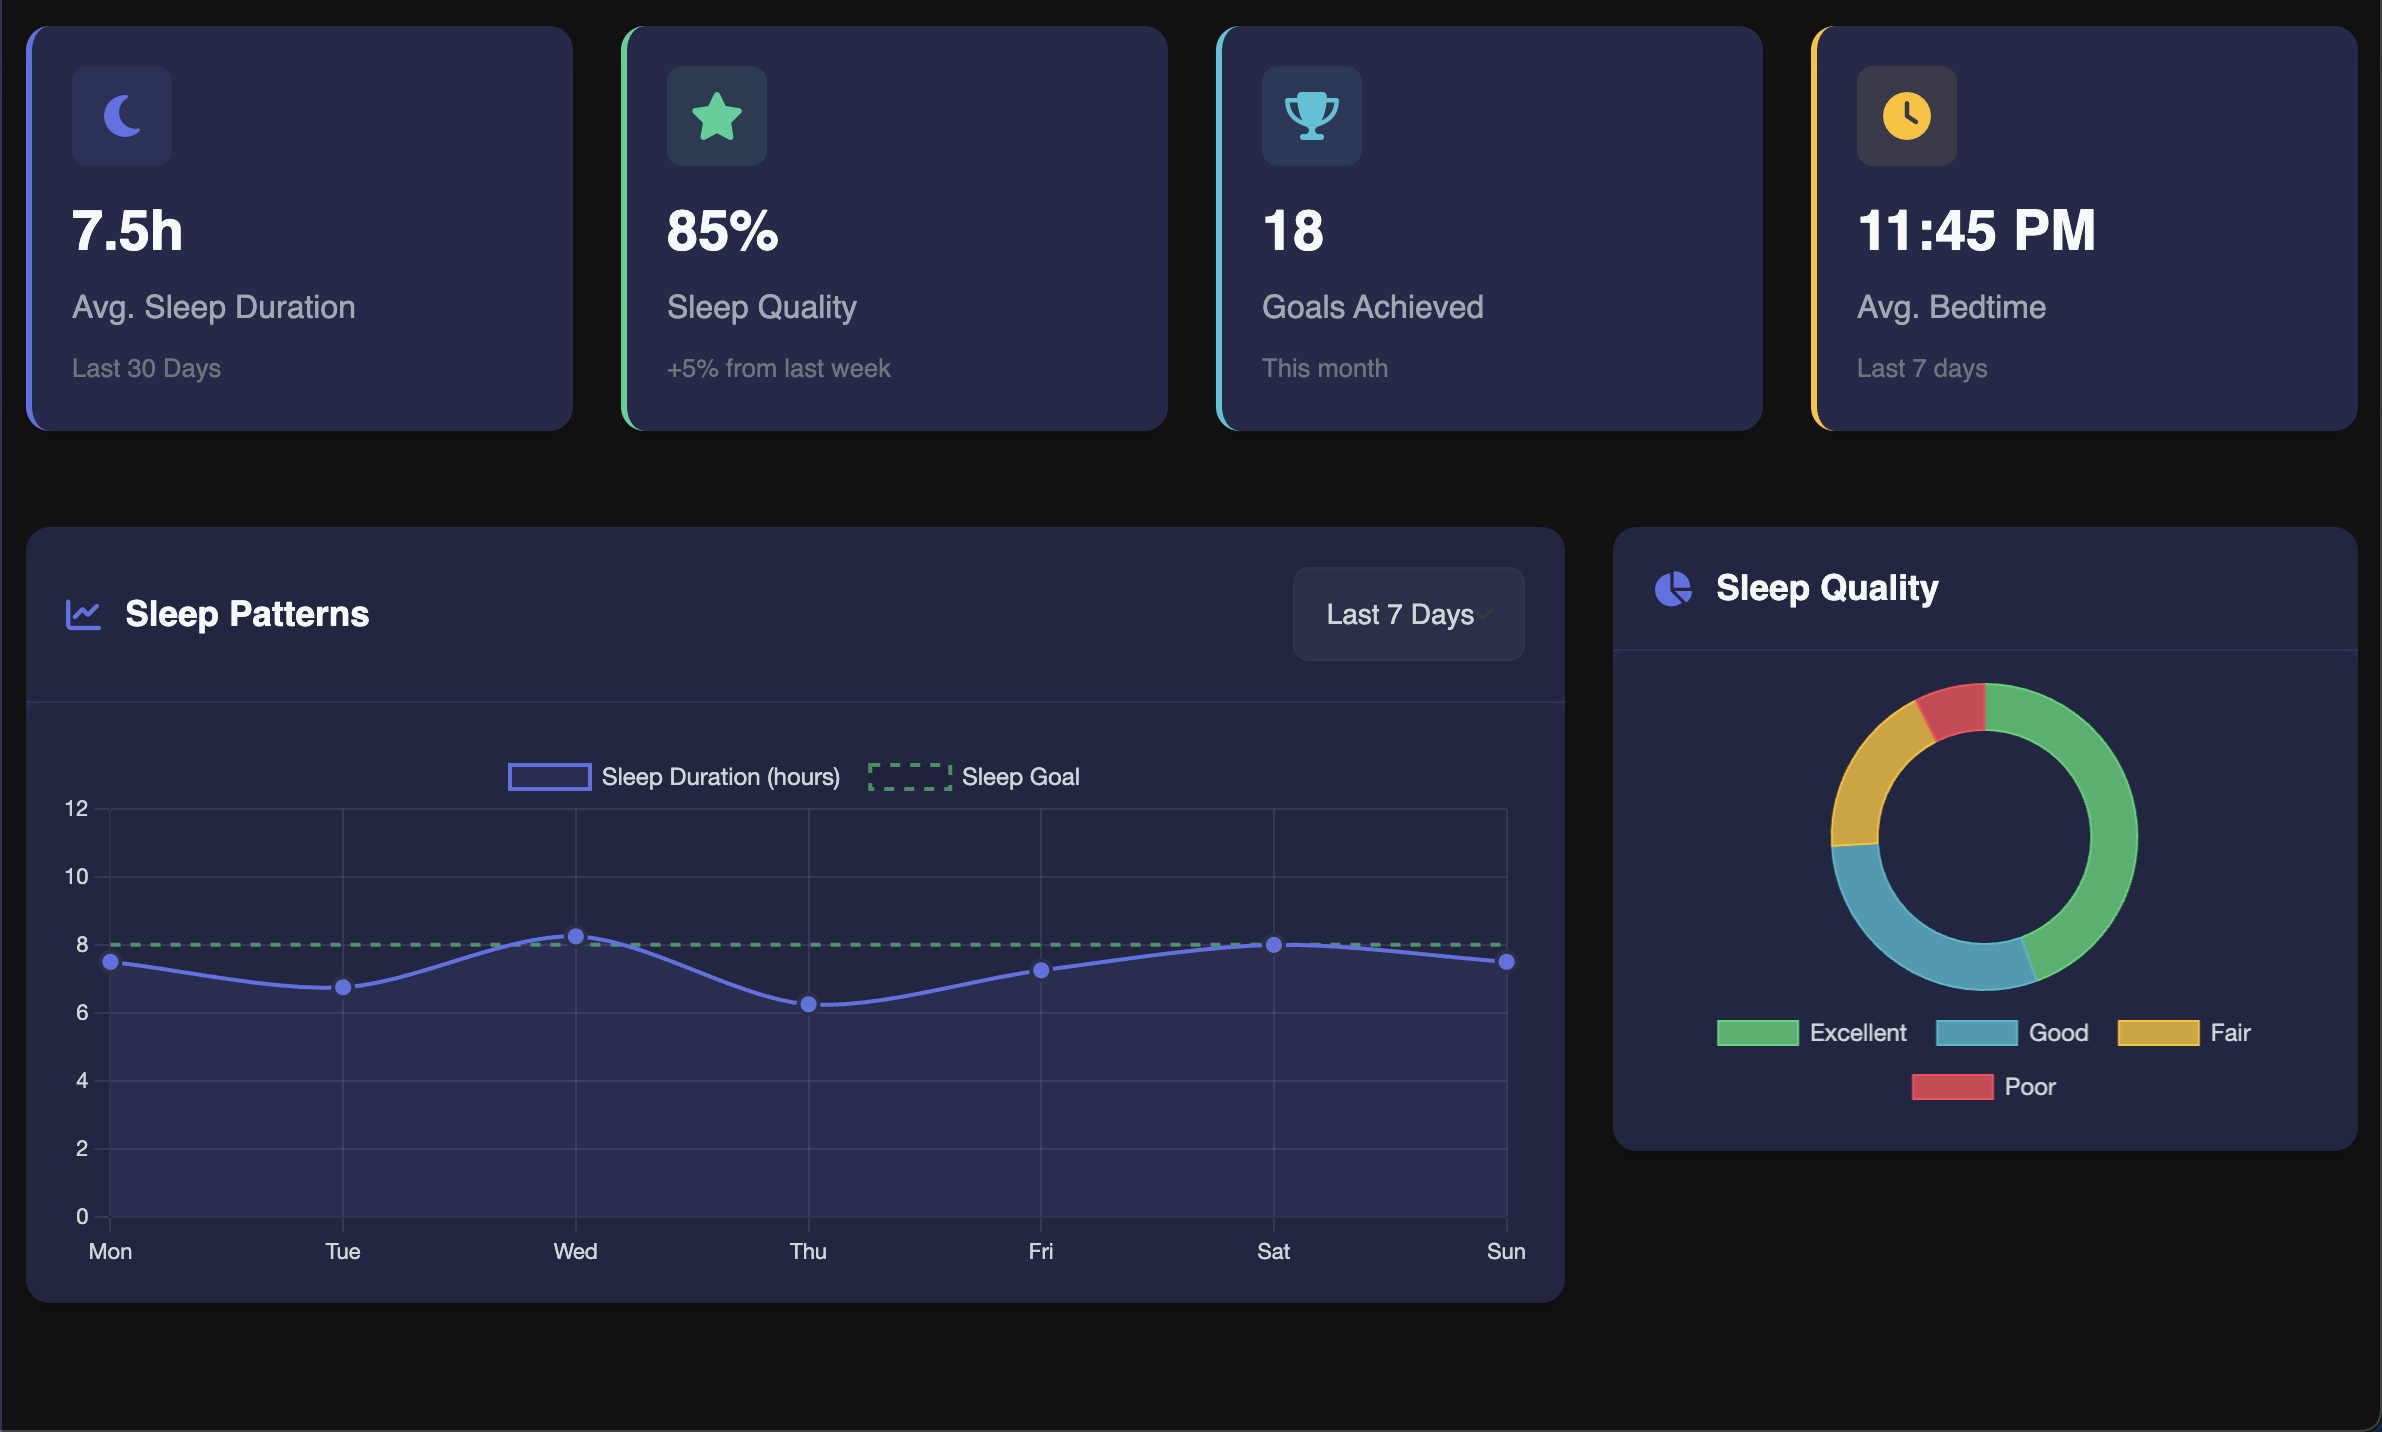 7.5h
Avg. Sleep Duration
Last 30 Days
85%
Sleep Quality
+5% from last week
18
Goals Achieved
This month
11:45 PM
Avg. Bedtime
Last 7 days
Sleep Patterns
Last 7 Days
Sleep Duration (hours)
Sleep Goal
12
10
8
6
4
2
0
Mon Tue Wed Thu Fri Sat Sun
Sleep Quality
Excellent Good Fair
Poor